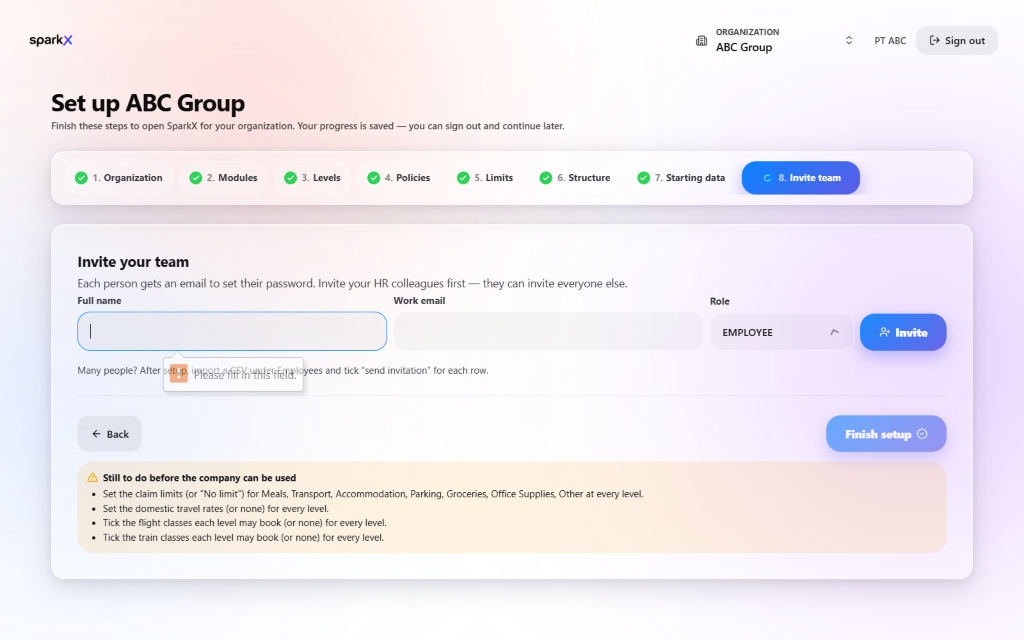 sparkX
ORGANIZATION
ABC Group
PT ABC
Sign out
Set up ABC Group
Finish these steps to open SparkX for your organization. Your progress is saved — you can sign out and continue later.
1. Organization
2. Modules
3. Levels
4. Policies
5. Limits
6. Structure
7. Starting data
8. Invite team
Invite your team
Each person gets an email to set their password. Invite your HR colleagues first — they can invite everyone else.
Full name
Work email
Role
EMPLOYEE
Invite
Many people? After setup, import a CSV under Employees and tick "send invitation" for each row.
Please fill in this field.
Back
Finish setup
Still to do before the company can be used
• Set the claim limits (or "No limit") for Meals, Transport, Accommodation, Parking, Groceries, Office Supplies, Other at every level.
• Set the domestic travel rates (or none) for every level.
• Tick the flight classes each level may book (or none) for every level.
• Tick the train classes each level may book (or none) for every level.